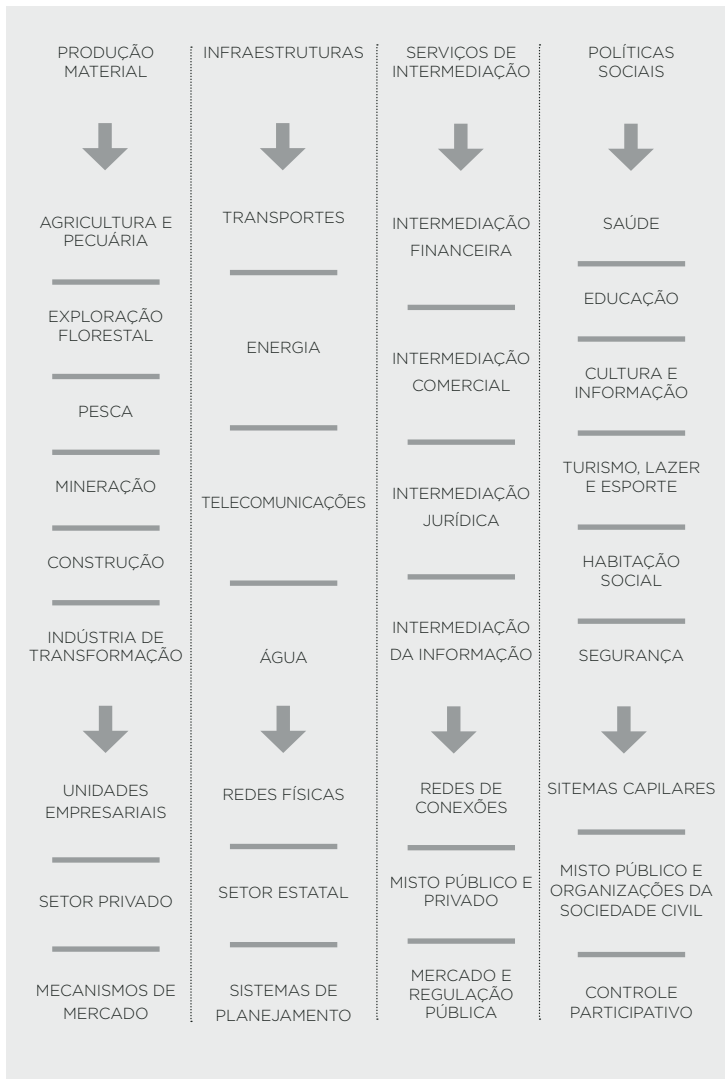 PRODUÇÃO
MATERIAL
AGRICULTURA E
PECUÁRIA
EXPLORAÇÃO
FLORESTAL
PESCA
MINERAÇÃO
CONSTRUÇÃO
INDÚSTRIA DE
TRANSFORMAÇÃO
UNIDADES
EMPRESARIAIS
SETOR PRIVADO
MECANISMOS DE
MERCADO
INFRAESTRUTURAS
TRANSPORTES
ENERGIA
TELECOMUNICAÇÕES
ÁGUA
REDES FÍSICAS
SETOR ESTATAL
SISTEMAS DE
PLANEJAMENTO
SERVIÇOS DE
INTERMEDIAÇÃO
INTERMEDIAÇÃO
FINANCEIRA
INTERMEDIAÇÃO
COMERCIAL
INTERMEDIAÇÃO
JURÍDICA
INTERMEDIAÇÃO
DA INFORMAÇÃO
REDES DE
CONEXÕES
MISTO PÚBLICO E
PRIVADO
MERCADO E
REGULAÇÃO
PÚBLICA
POLÍTICAS
SOCIAIS
SAÚDE
EDUCAÇÃO
CULTURA E
INFORMAÇÃO
TURISMO, LAZER
E ESPORTE
HABITAÇÃO
SOCIAL
SEGURANÇA
SITEMAS CAPILARES
MISTO PÚBLICO E
ORGANIZAÇÕES DA
SOCIEDADE CIVIL
CONTROLE
PARTICIPATIVO